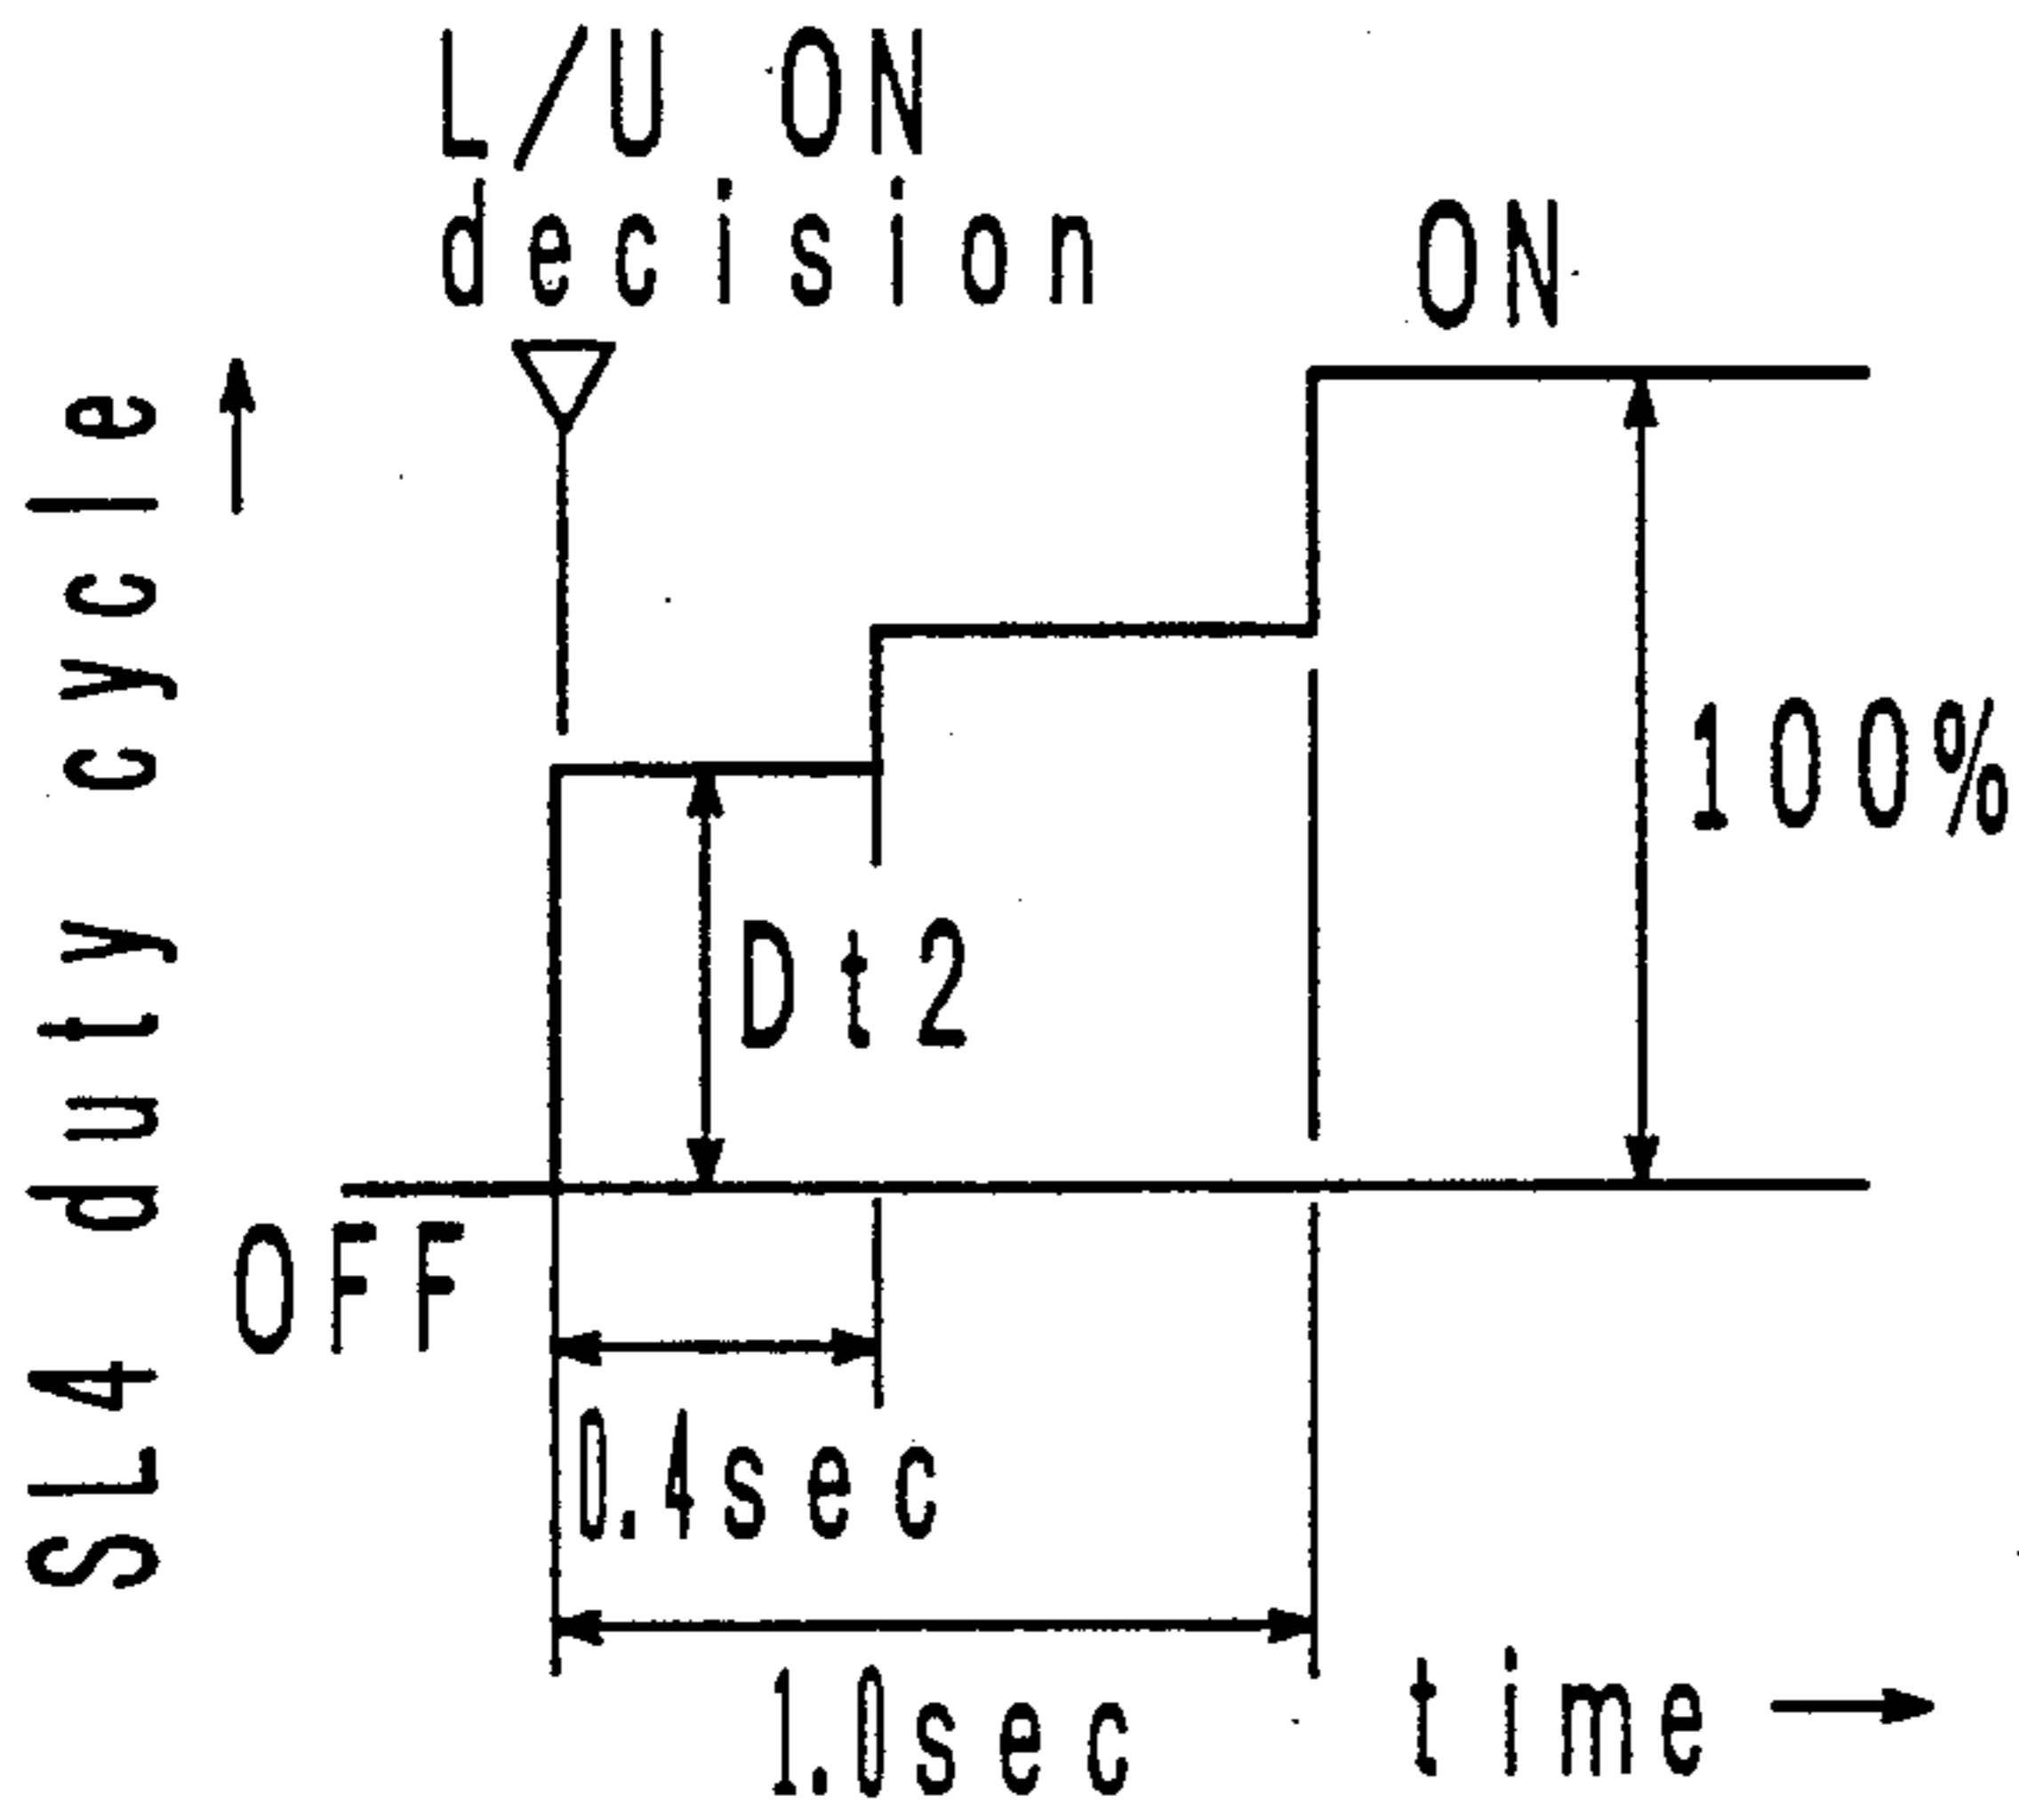 L/U ON
decision
ON
SL4 duty cycle
100%
Dt2
OFF
0.4sec
1.0sec
time